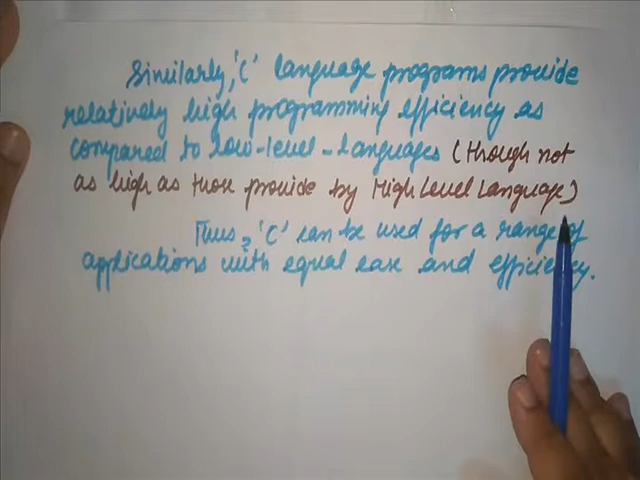 Similarly, 'C' language programs provide
relatively high programming efficiency as
compared to low-level-languages (though not
as high as those provide by High Level Language)
Thus, 'C' can be used for a range of
applications with equal ease and efficiency.